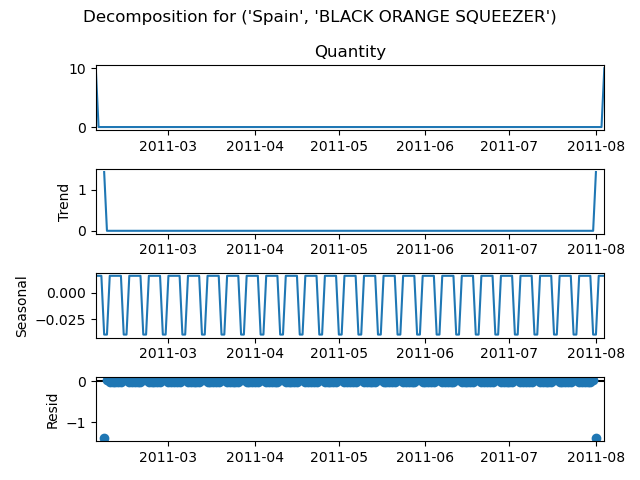 Decomposition for ('Spain', 'BLACK ORANGE SQUEEZER')
Quantity
10
0
2011-03 2011-04 2011-05 2011-06 2011-07 2011-08
Trend
1
0
2011-03 2011-04 2011-05 2011-06 2011-07 2011-08
Seasonal
0.000
−0.025
2011-03 2011-04 2011-05 2011-06 2011-07 2011-08
Resid
0
−1
2011-03 2011-04 2011-05 2011-06 2011-07 2011-08